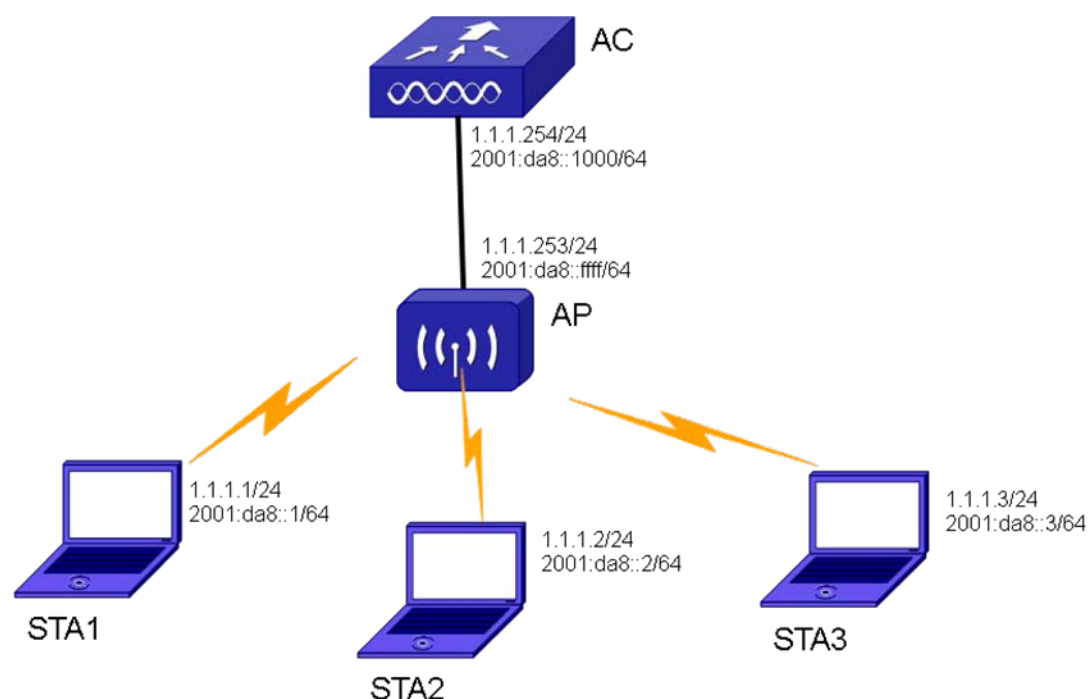 AC
1.1.1.254/24
2001:da8::1000/64
1.1.1.253/24
2001:da8::ffff/64
AP
1.1.1.1/24
2001:da8::1/64
STA1
1.1.1.2/24
2001:da8::2/64
STA2
1.1.1.3/24
2001:da8::3/64
STA3